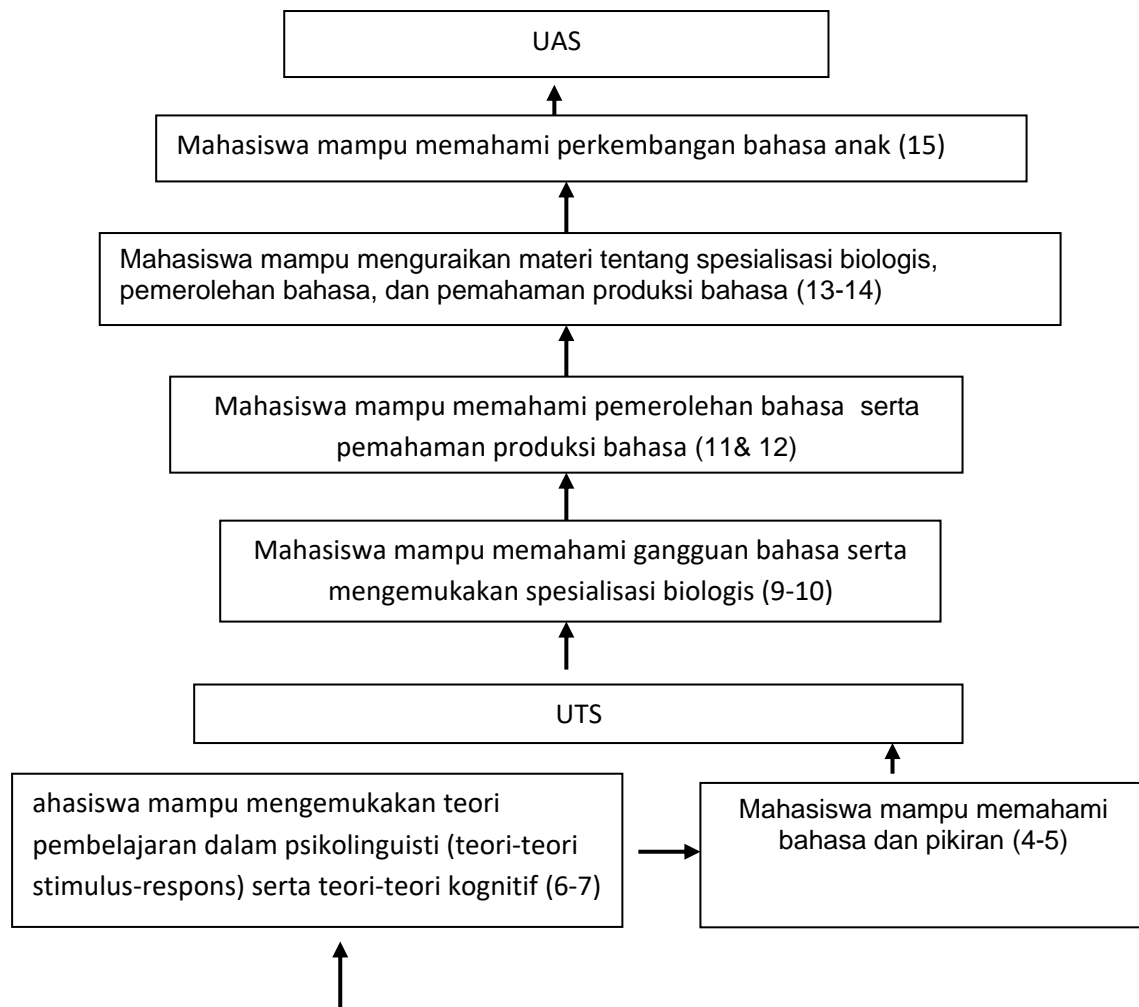 UAS
Mahasiswa mampu memahami perkembangan bahasa anak (15)
Mahasiswa mampu menguraikan materi tentang spesialisasi biologis,
pemerolehan bahasa, dan pemahaman produksi bahasa (13-14)
Mahasiswa mampu memahami pemerolehan bahasa serta
pemahaman produksi bahasa (11& 12)
Mahasiswa mampu memahami gangguan bahasa serta
mengemukakan spesialisasi biologis (9-10)
UTS
ahasiswa mampu mengemukakan teori
pembelajaran dalam psikolinguisti (teori-teori
stimulus-respons) serta teori-teori kognitif (6-7)
Mahasiswa mampu memahami
bahasa dan pikiran (4-5)